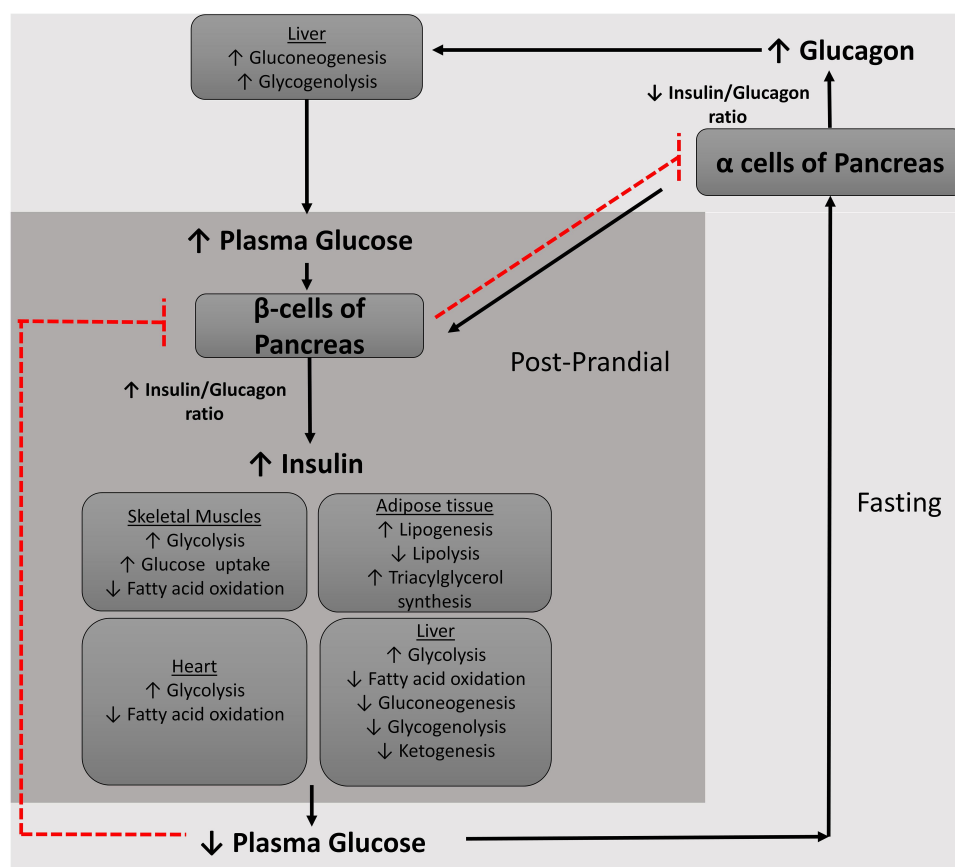 Liver
↑ Gluconeogenesis
↑ Glycogenolysis
↑ Glucagon
↓ Insulin/Glucagon
ratio
α cells of Pancreas
↑ Plasma Glucose
β-cells of
Pancreas
Post-Prandial
↑ Insulin/Glucagon
ratio
↑ Insulin
Skeletal Muscles
↑ Glycolysis
↑ Glucose uptake
↓ Fatty acid oxidation
Adipose tissue
↑ Lipogenesis
↓ Lipolysis
↑ Triacylglycerol
synthesis
Fasting
Heart
↑ Glycolysis
↓ Fatty acid oxidation
Liver
↑ Glycolysis
↓ Fatty acid oxidation
↓ Gluconeogenesis
↓ Glycogenolysis
↓ Ketogenesis
↓ Plasma Glucose